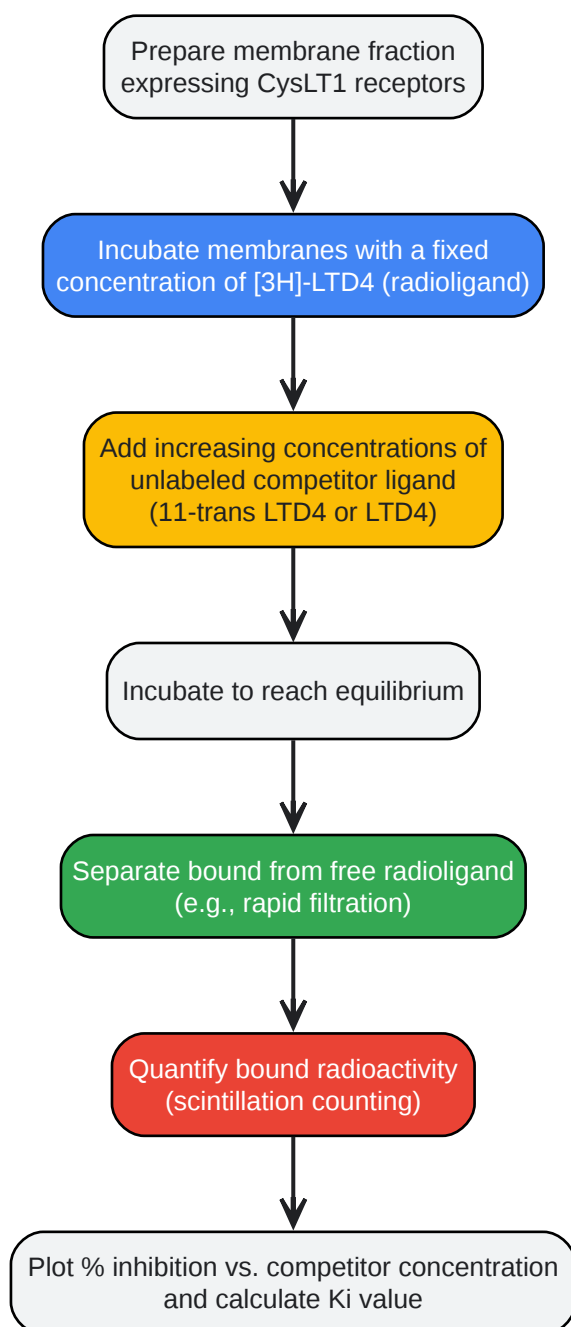 Prepare membrane fraction
expressing CysLT1 receptors
Incubate membranes with a fixed
concentration of [3H]-LTD4 (radioligand)
Add increasing concentrations of
unlabeled competitor ligand
(11-trans LTD4 or LTD4)
Incubate to reach equilibrium
Separate bound from free radioligand
(e.g., rapid filtration)
Quantify bound radioactivity
(scintillation counting)
Plot % inhibition vs. competitor concentration
and calculate Ki value